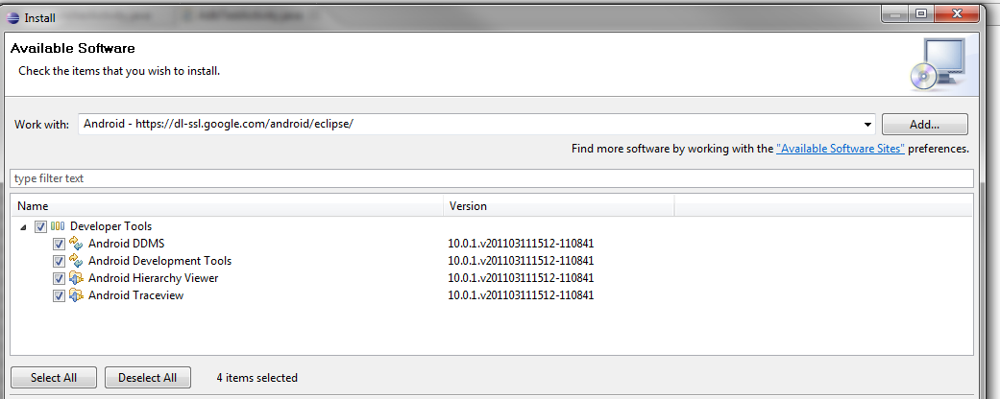 Install
Available Software
Check the items that you wish to install.
Work with: Android - https://dl-ssl.google.com/android/eclipse/ Add...
Find more software by working with the "Available Software Sites" preferences.
type filter text
Name Version
Developer Tools
Android DDMS 10.0.1.v201103111512-110841
Android Development Tools 10.0.1.v201103111512-110841
Android Hierarchy Viewer 10.0.1.v201103111512-110841
Android Traceview 10.0.1.v201103111512-110841
Select All Deselect All 4 items selected